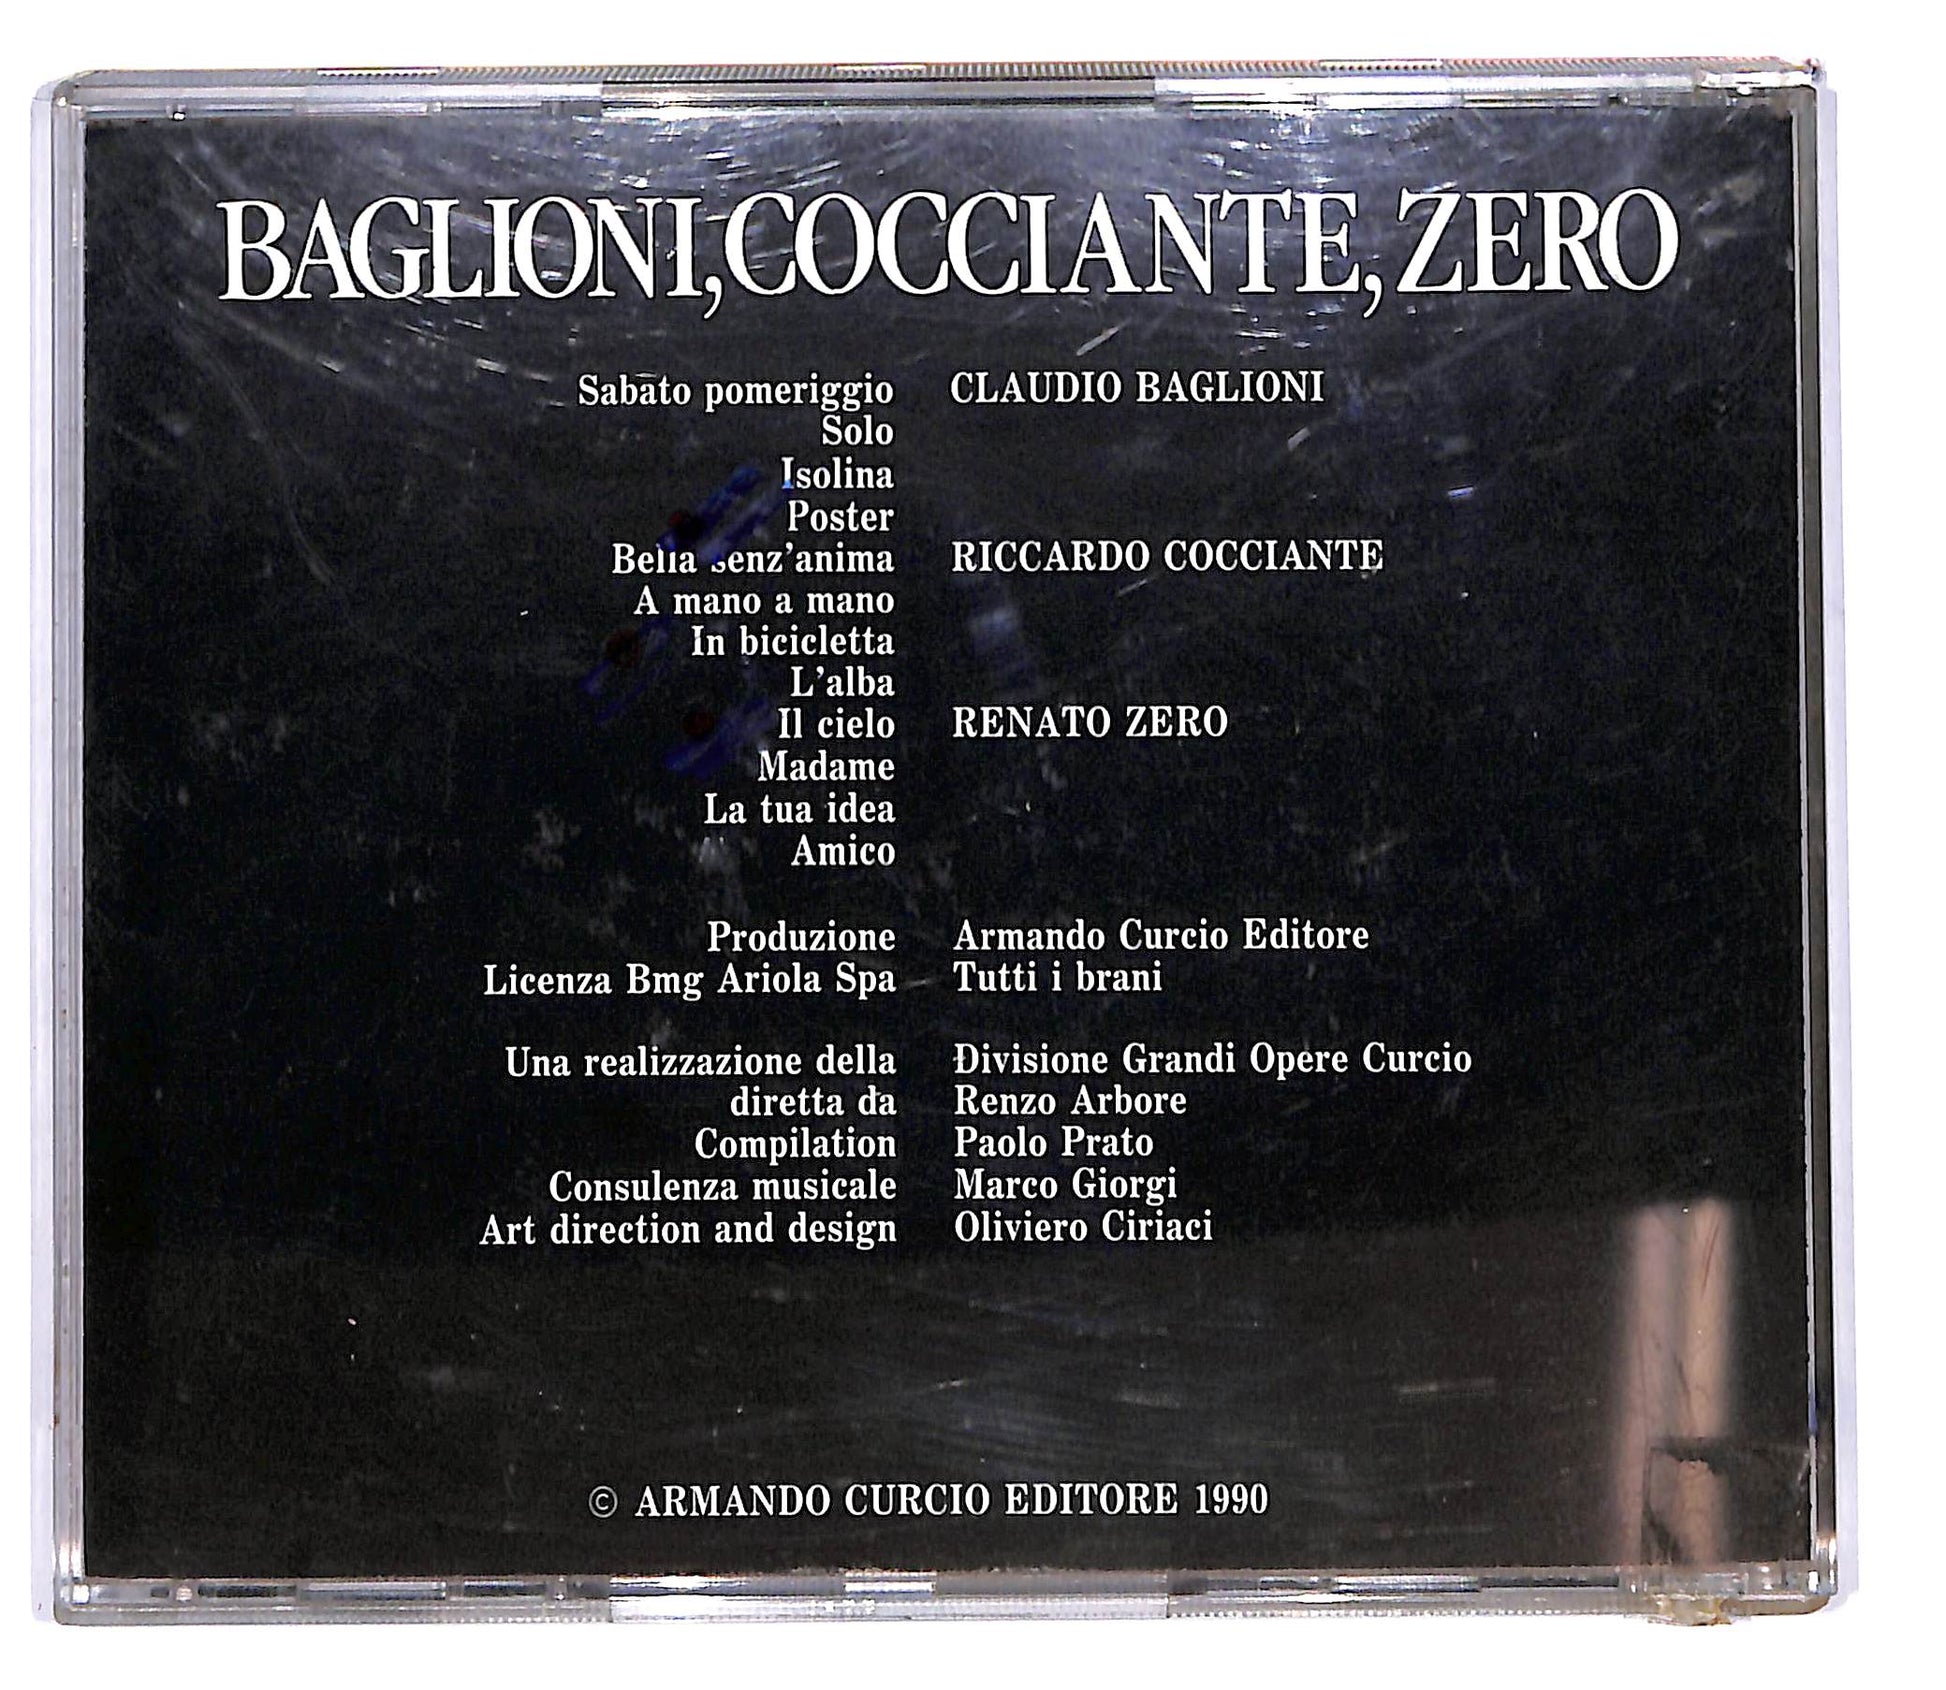 BAGLIONI, COCCIANTE, ZERO
Sabato pomeriggio CLAUDIO BAGLIONI
Solo
Isolina
Poster
Bella senz'anima RICCARDO COCCIANTE
A mano a mano
In bicicletta
L'alba
Il cielo RENATO ZERO
Madame
La tua idea
Amico
Produzione Armando Curcio Editore
Licenza Bmg Ariola Spa Tutti i brani
Una realizzazione della Divisione Grandi Opere Curcio
diretta da Renzo Arbore
Compilation Paolo Prato
Consulenza musicale Marco Giorgi
Art direction and design Oliviero Ciriaci
© ARMANDO CURCIO EDITORE 1990